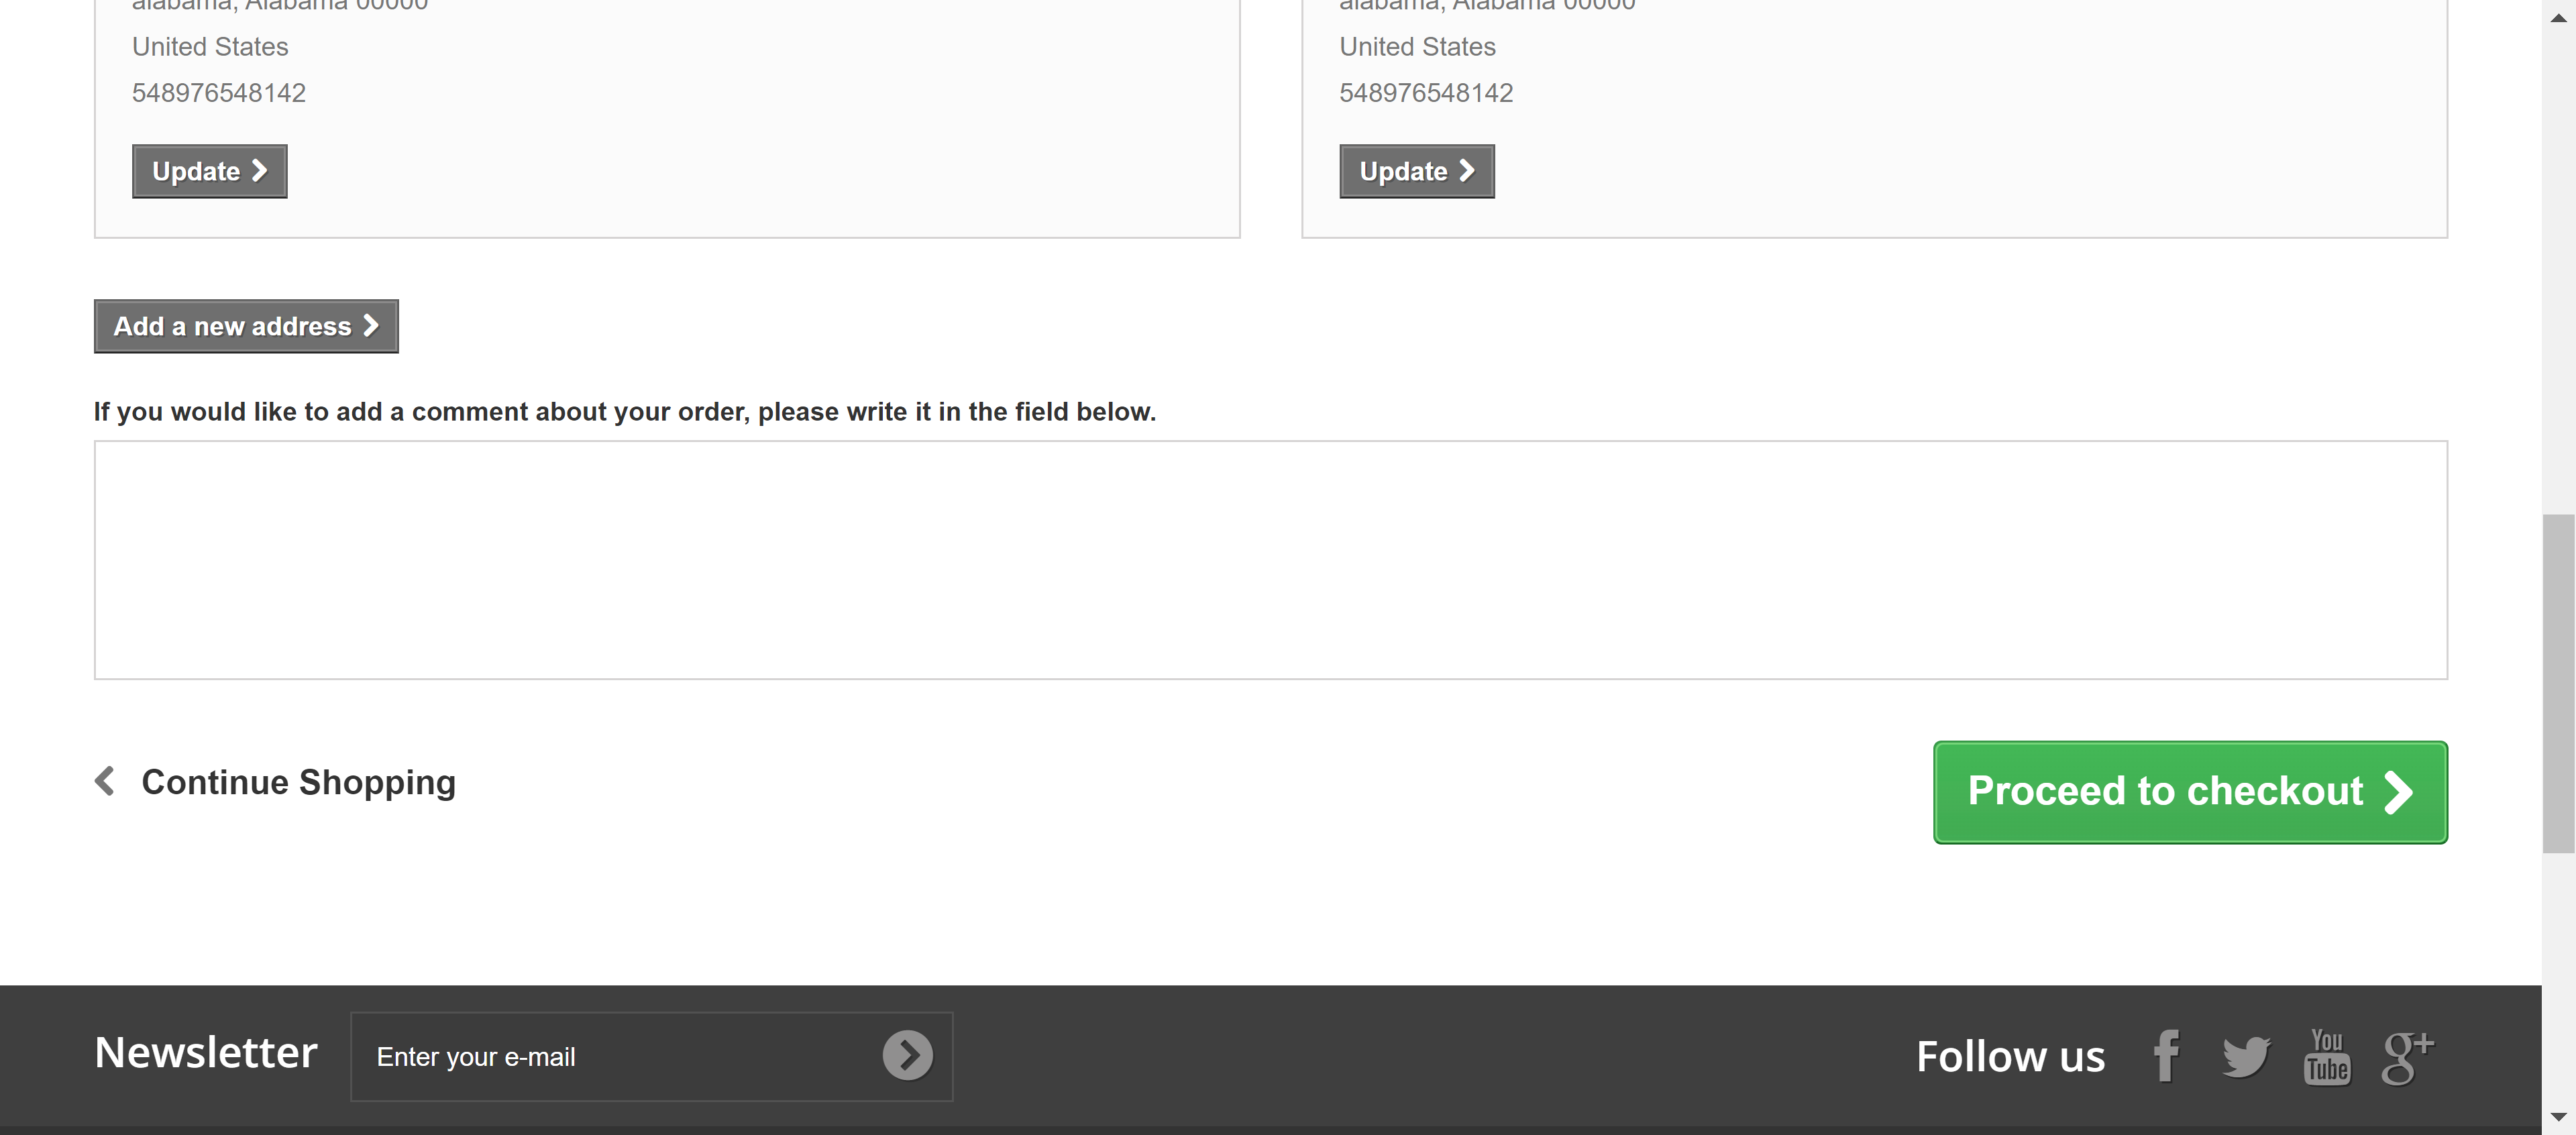 alabama, Alabama 00000
United States
548976548142
Update
alabama, Alabama 00000
United States
548976548142
Update
Add a new address
If you would like to add a comment about your order, please write it in the field below.
Continue Shopping
Proceed to checkout
Newsletter
Enter your e-mail
Follow us
f
You
Tube
g+